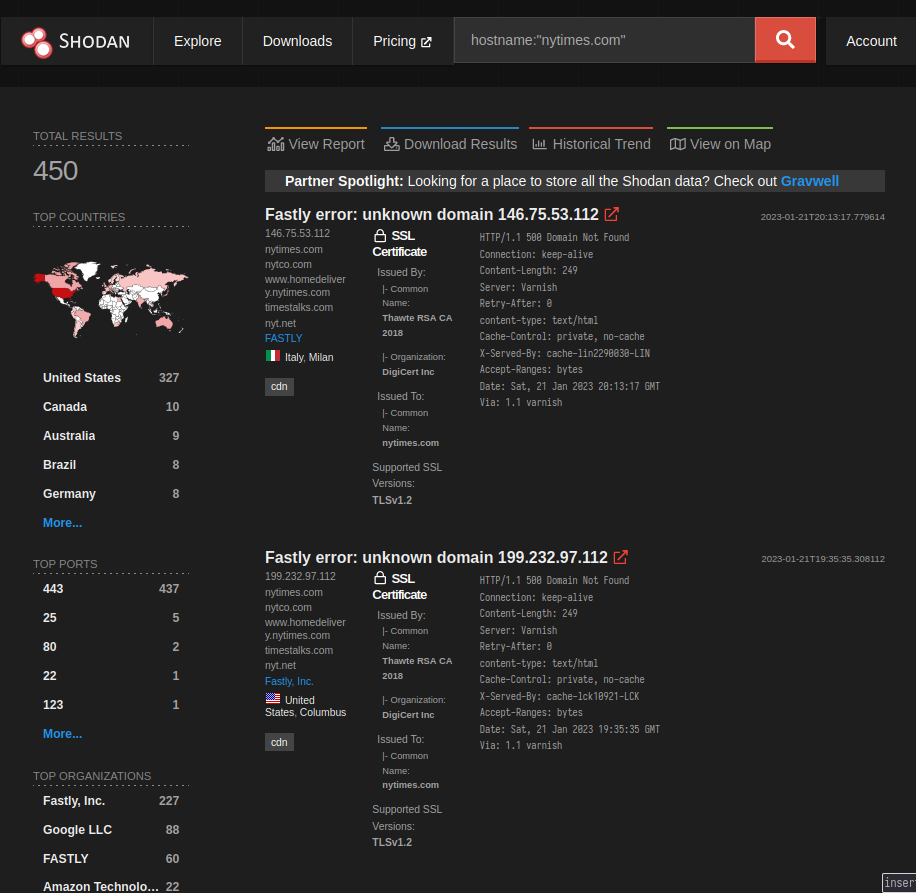 SHODAN
Explore
Downloads
Pricing
hostname:"nytimes.com"
Account
TOTAL RESULTS
450
TOP COUNTRIES
United States 327
Canada 10
Australia 9
Brazil 8
Germany 8
More...
TOP PORTS
443 437
25 5
80 2
22 1
123 1
More...
TOP ORGANIZATIONS
Fastly, Inc. 227
Google LLC 88
FASTLY 60
Amazon Technolo... 22
View Report
Download Results
Historical Trend
View on Map
Partner Spotlight: Looking for a place to store all the Shodan data? Check out Gravwell
Fastly error: unknown domain 146.75.53.112
2023-01-21T20:13:17.779614
146.75.53.112
nytimes.com
nytco.com
www.homedeliver
y.nytimes.com
timestalks.com
nyt.net
FASTLY
Italy, Milan
cdn
SSL
Certificate
Issued By:
|- Common
Name:
Thawte RSA CA
2018
|- Organization:
DigiCert Inc
Issued To:
|- Common
Name:
nytimes.com
Supported SSL
Versions:
TLSv1.2
HTTP/1.1 500 Domain Not Found
Connection: keep-alive
Content-Length: 249
Server: Varnish
Retry-After: 0
content-type: text/html
Cache-Control: private, no-cache
X-Served-By: cache-lin2290030-LIN
Accept-Ranges: bytes
Date: Sat, 21 Jan 2023 20:13:17 GMT
Via: 1.1 varnish
Fastly error: unknown domain 199.232.97.112
2023-01-21T19:35:35.308112
199.232.97.112
nytimes.com
nytco.com
www.homedeliver
y.nytimes.com
timestalks.com
nyt.net
Fastly, Inc.
United
States, Columbus
cdn
SSL
Certificate
Issued By:
|- Common
Name:
Thawte RSA CA
2018
|- Organization:
DigiCert Inc
Issued To:
|- Common
Name:
nytimes.com
Supported SSL
Versions:
TLSv1.2
HTTP/1.1 500 Domain Not Found
Connection: keep-alive
Content-Length: 249
Server: Varnish
Retry-After: 0
content-type: text/html
Cache-Control: private, no-cache
X-Served-By: cache-lck10921-LCK
Accept-Ranges: bytes
Date: Sat, 21 Jan 2023 19:35:35 GMT
Via: 1.1 varnish